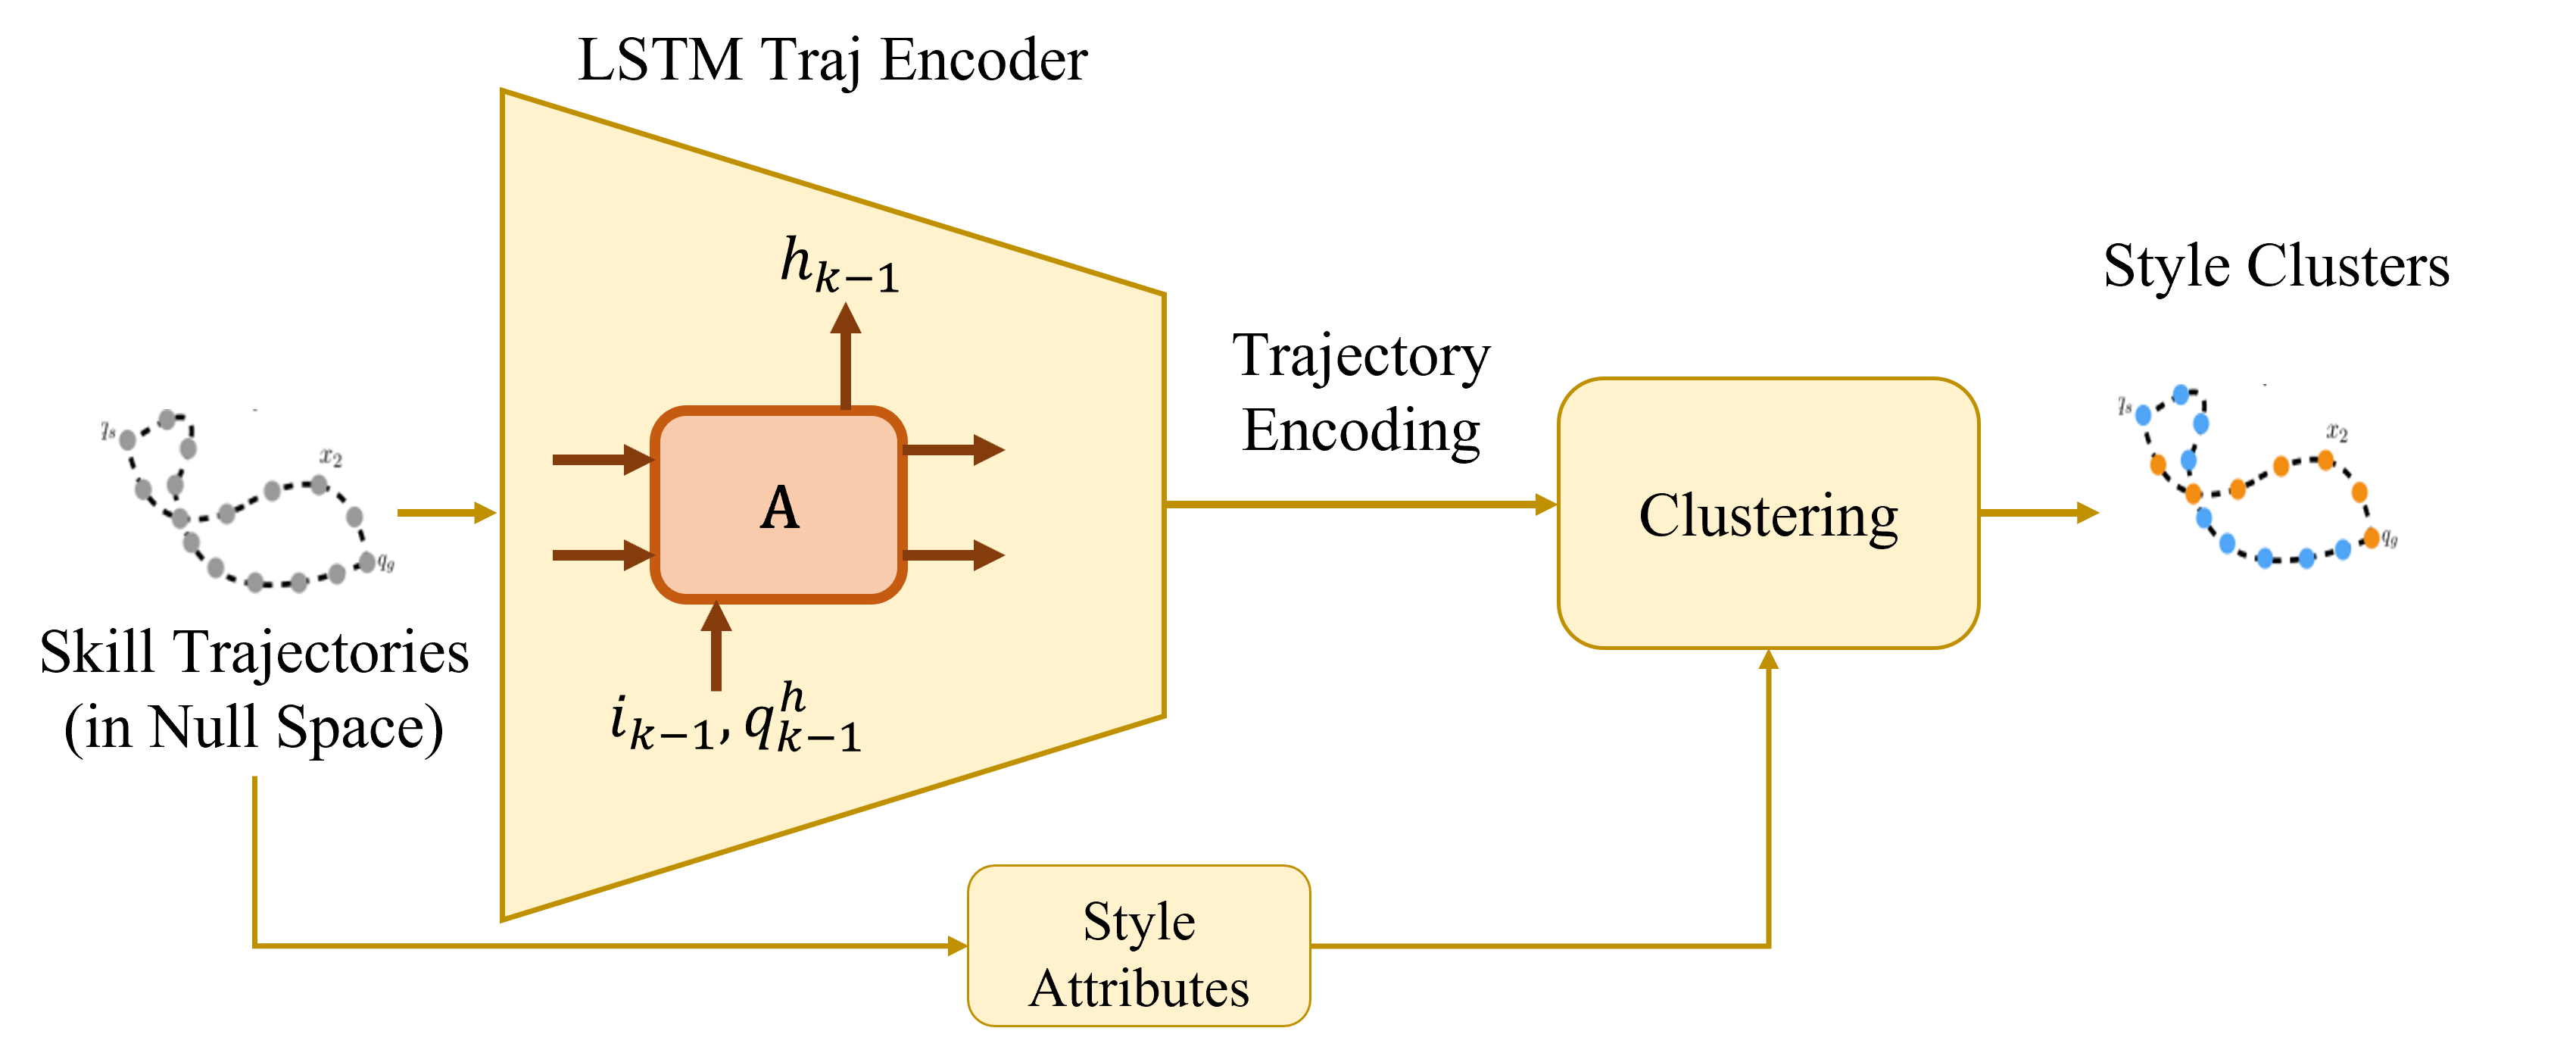 LSTM Traj Encoder
h_{k-1}
A
i_{k-1}, q_{k-1}^h
q_s
x_2
q_g
Skill Trajectories
(in Null Space)
Trajectory
Encoding
Clustering
Style
Attributes
Style Clusters
q_s
x_2
q_g